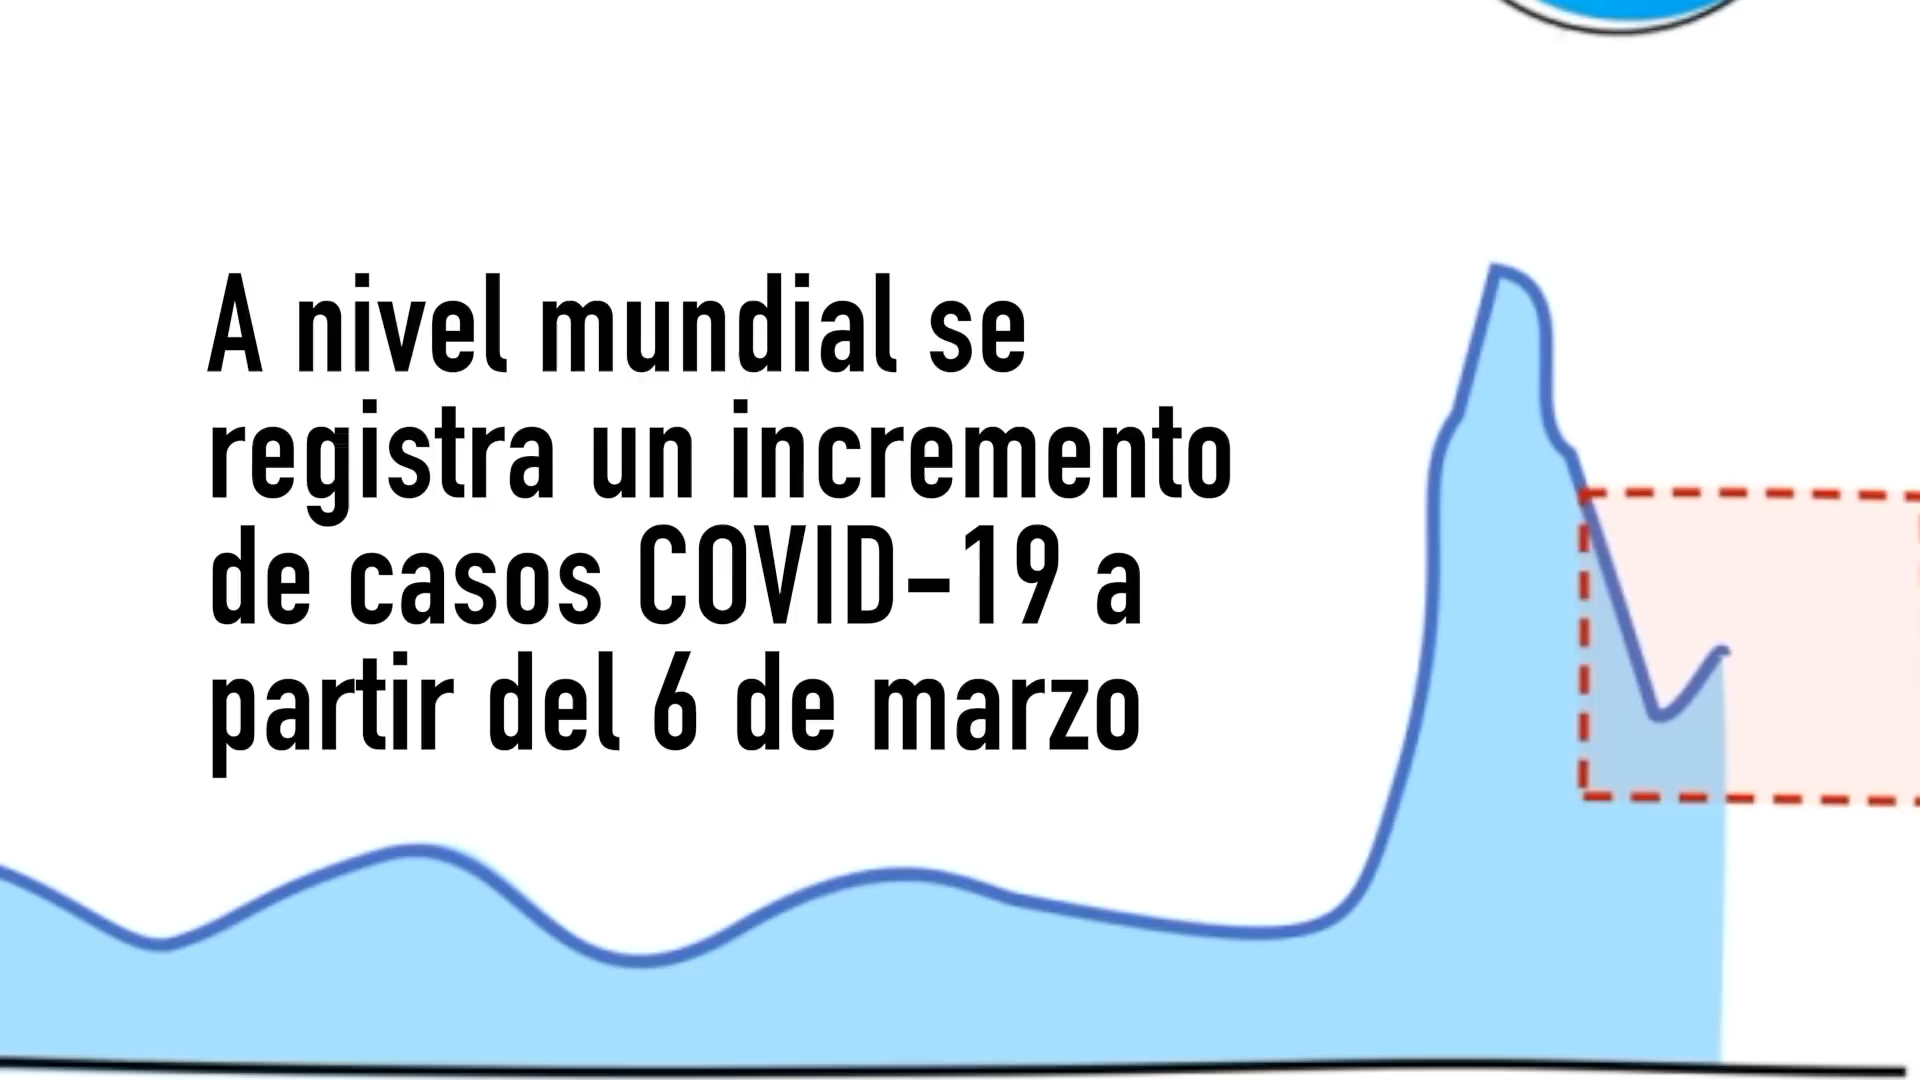 A nivel mundial se
registra un incremento
de casos COVID-19 a
partir del 6 de marzo